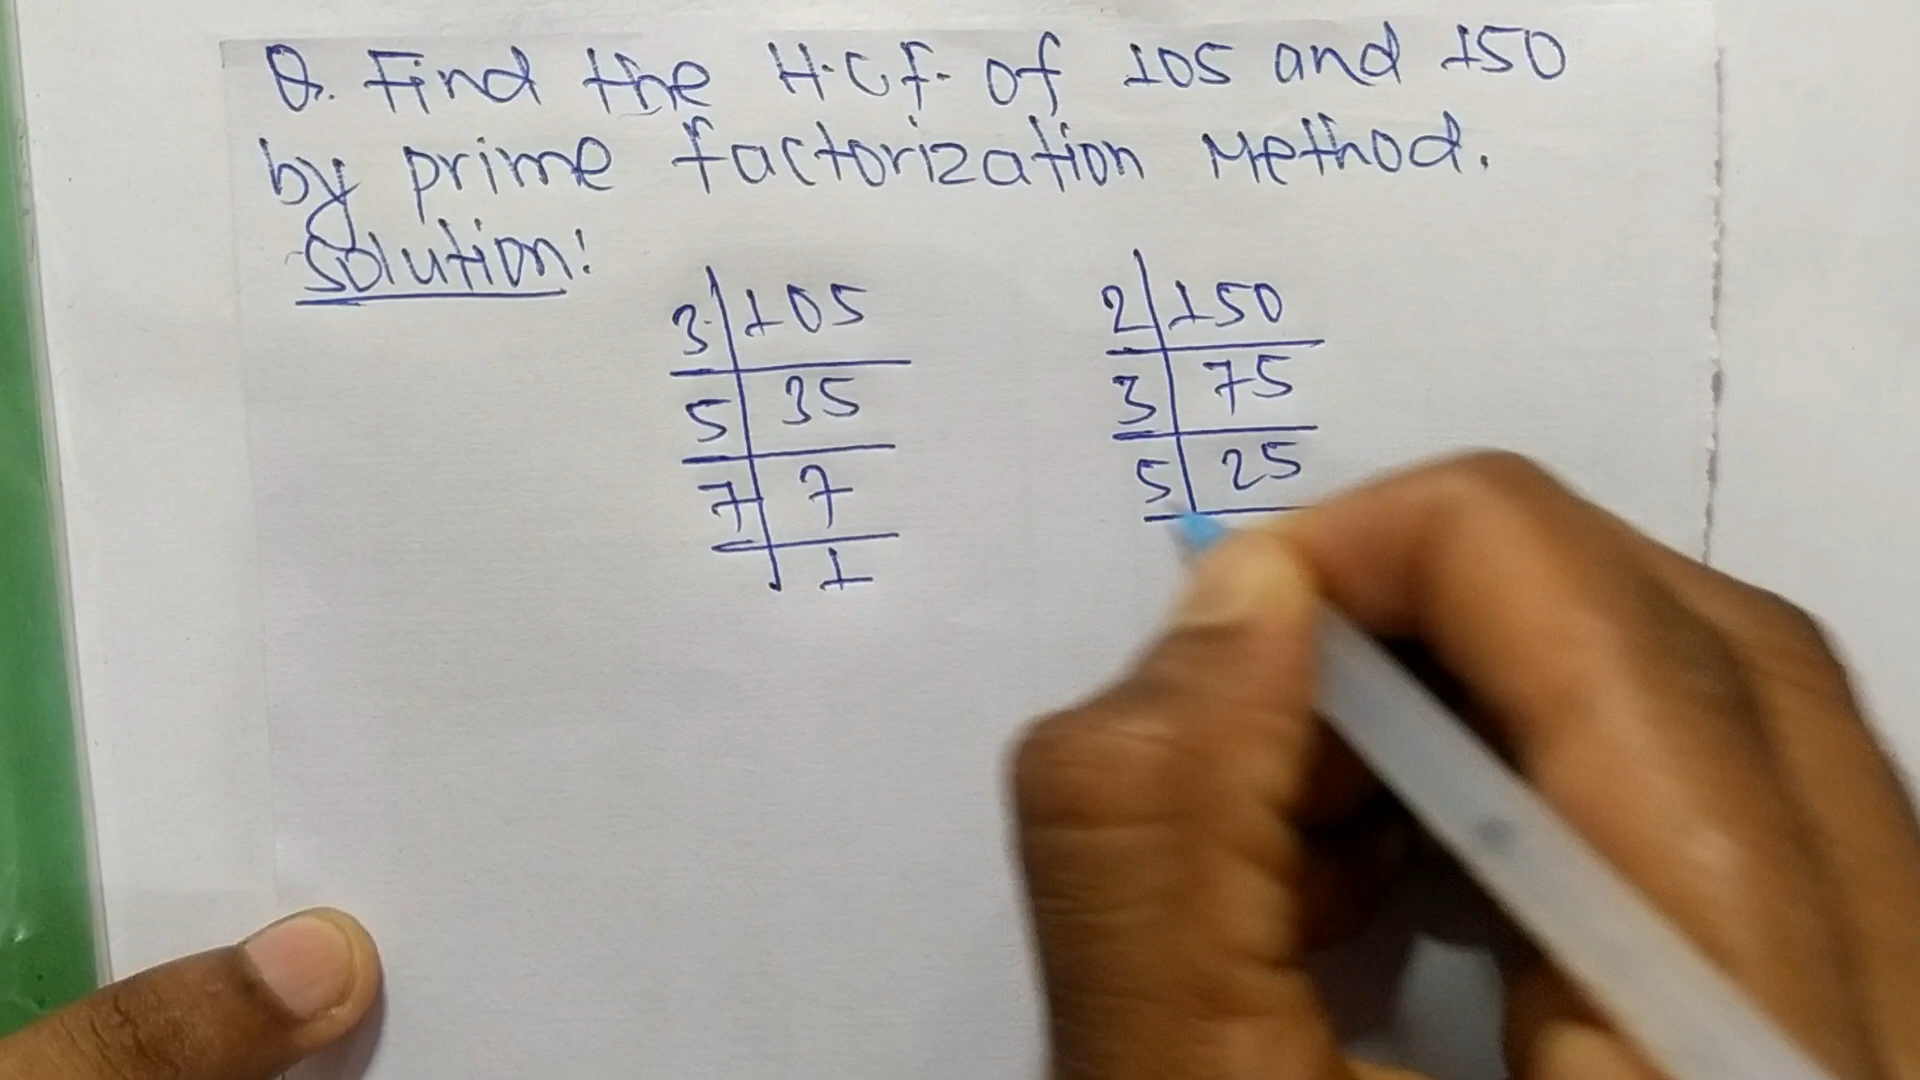 Q. Find the H.C.F. of 105 and 150
by prime factorization Method.
Solution:
3 105
5 35
7 7
1
2 150
3 75
5 25